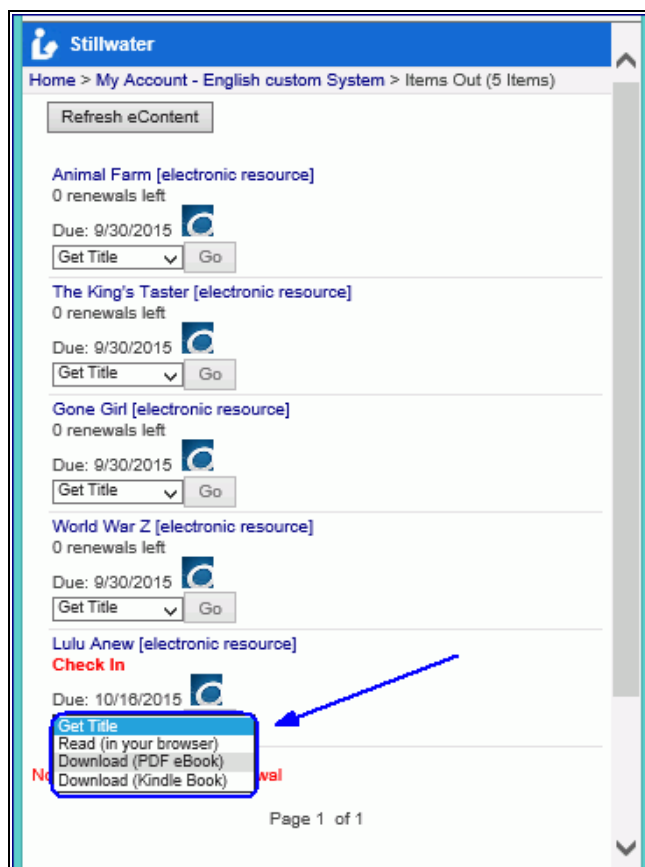 Stillwater
Home > My Account - English custom System > Items Out (5 Items)
Refresh eContent
Animal Farm [electronic resource]
0 renewals left
Due: 9/30/2015
Get Title Go
The King's Taster [electronic resource]
0 renewals left
Due: 9/30/2015
Get Title Go
Gone Girl [electronic resource]
0 renewals left
Due: 9/30/2015
Get Title Go
World War Z [electronic resource]
0 renewals left
Due: 9/30/2015
Get Title Go
Lulu Anew [electronic resource]
Check In
Due: 10/16/2015
Get Title
Read (in your browser)
Download (PDF eBook)
Download (Kindle Book)
Page 1 of 1